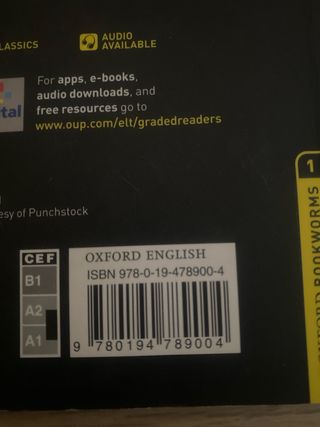 LASSICS
AUDIO
AVAILABLE
For apps, e-books,
audio downloads, and
free resources go to
www.oup.com/elt/gradedreaders
ital
esy of Punchstock
1
BOOKWORMS
CEF
B1
A2
A1
OXFORD ENGLISH
ISBN 978-0-19-478900-4
9 780194 789004